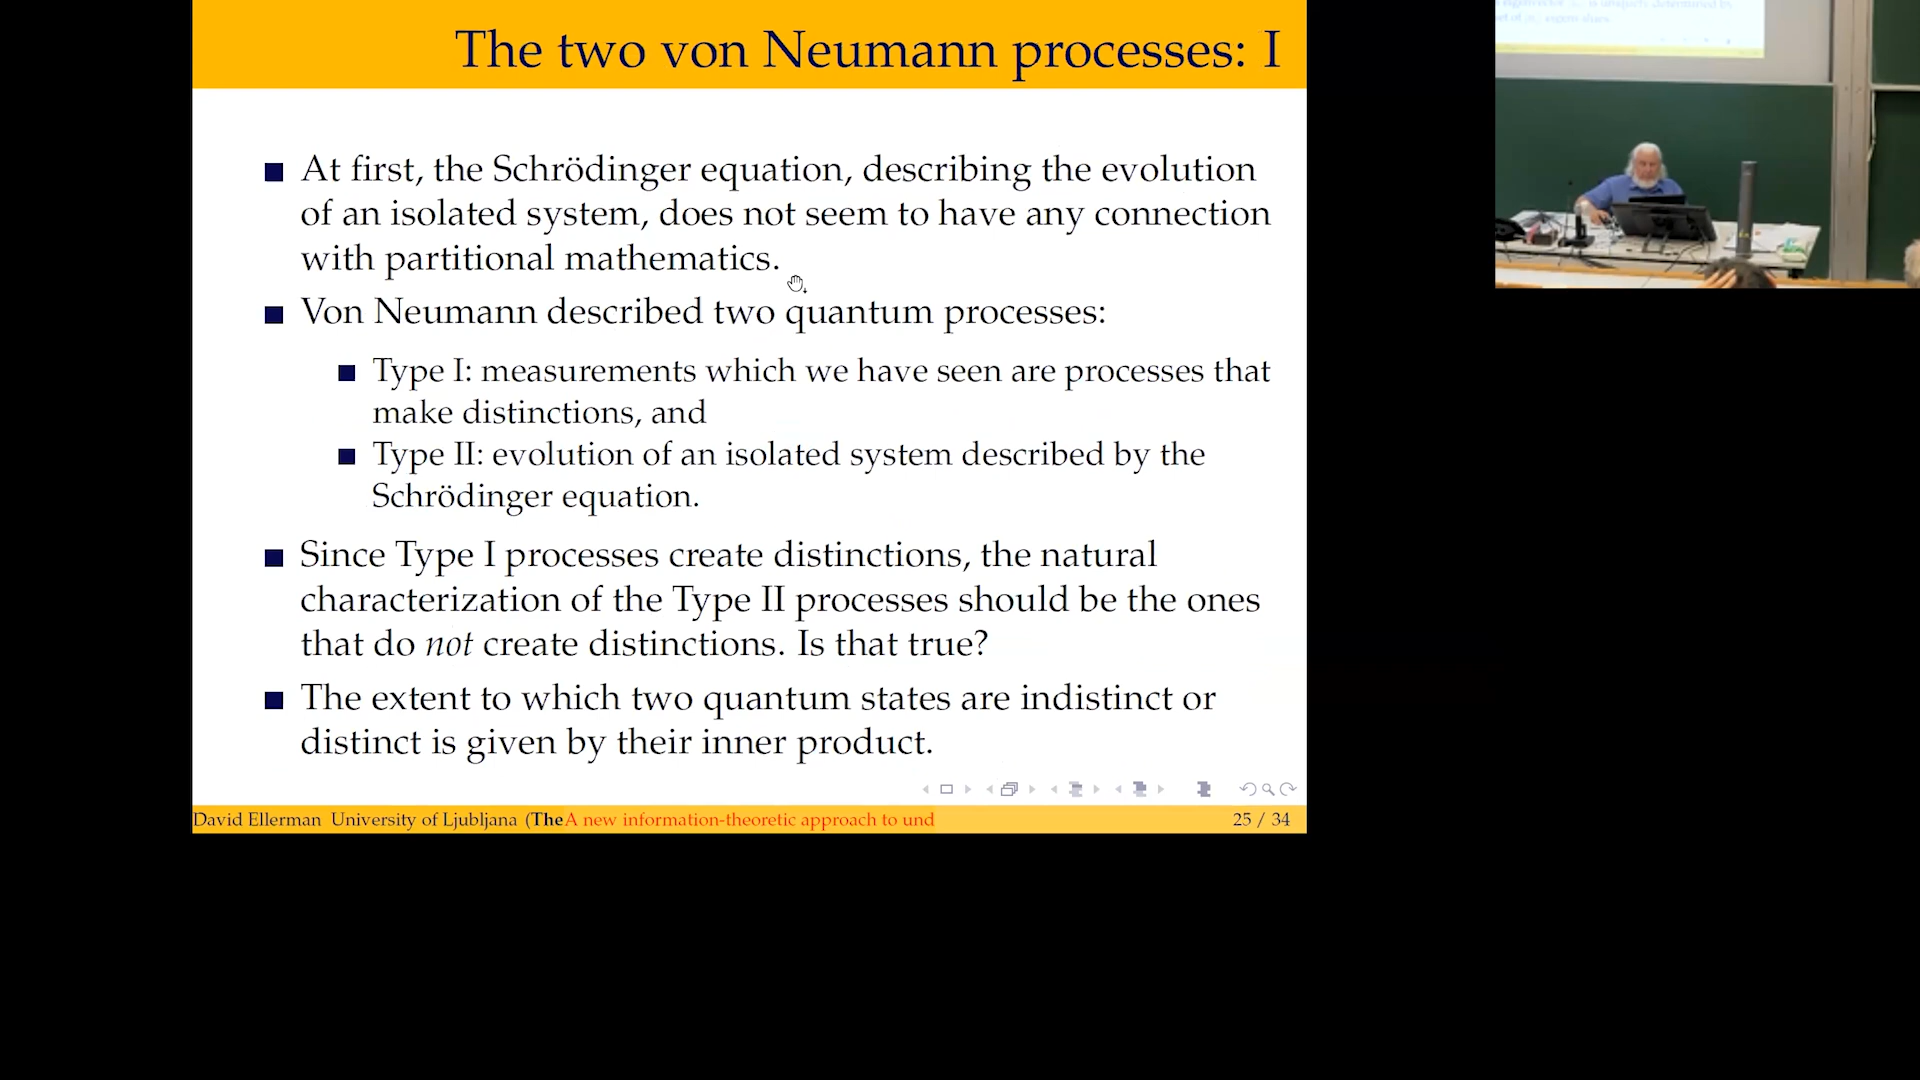 The two von Neumann processes: I
At first, the Schrödinger equation, describing the evolution
of an isolated system, does not seem to have any connection
with partitional mathematics.
Von Neumann described two quantum processes:
Type I: measurements which we have seen are processes that
make distinctions, and
Type II: evolution of an isolated system described by the
Schrödinger equation.
Since Type I processes create distinctions, the natural
characterization of the Type II processes should be the ones
that do not create distinctions. Is that true?
The extent to which two quantum states are indistinct or
distinct is given by their inner product.
David Ellerman University of Ljubljana (TheA new information-theoretic approach to und
25 / 34